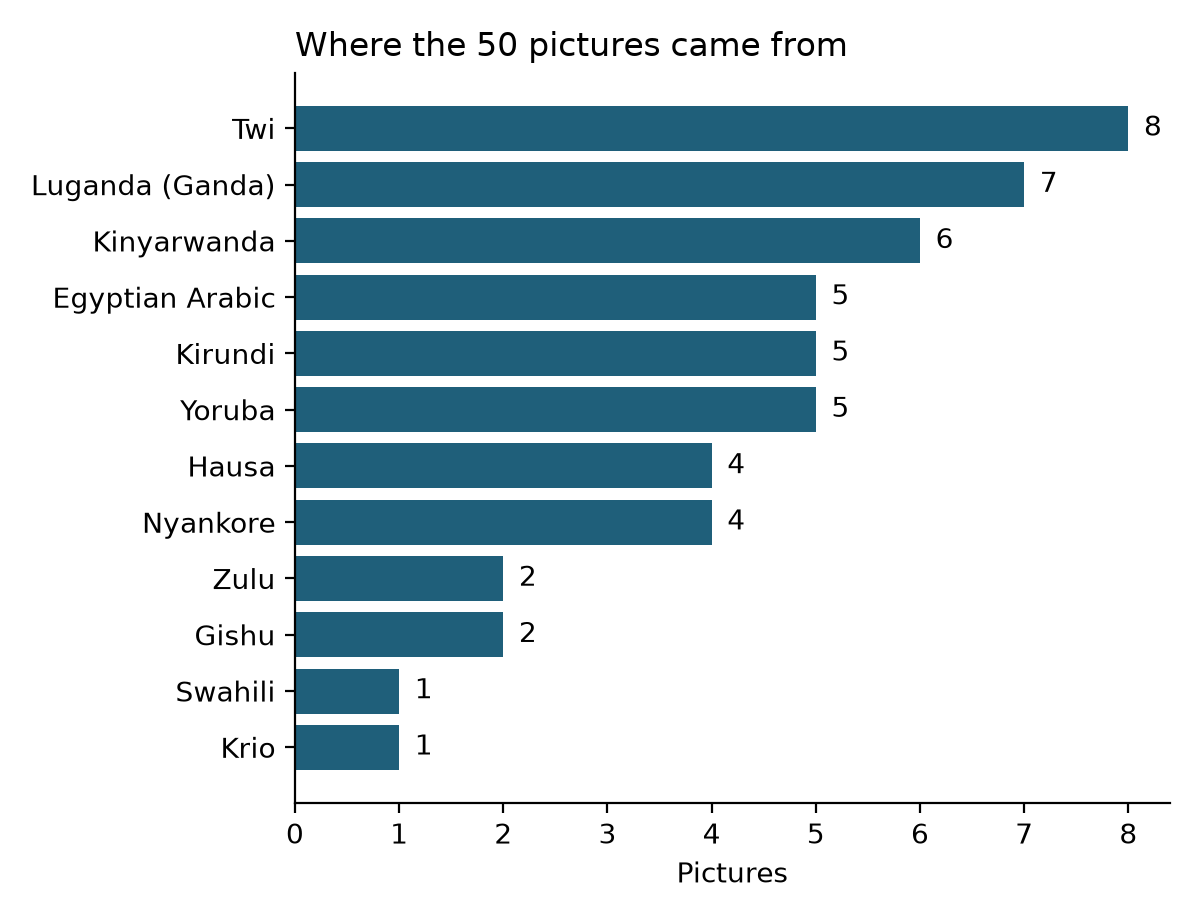 Where the 50 pictures came from
Twi 8
Luganda (Ganda) 7
Kinyarwanda 6
Egyptian Arabic 5
Kirundi 5
Yoruba 5
Hausa 4
Nyankore 4
Zulu 2
Gishu 2
Swahili 1
Krio 1
0 1 2 3 4 5 6 7 8
Pictures